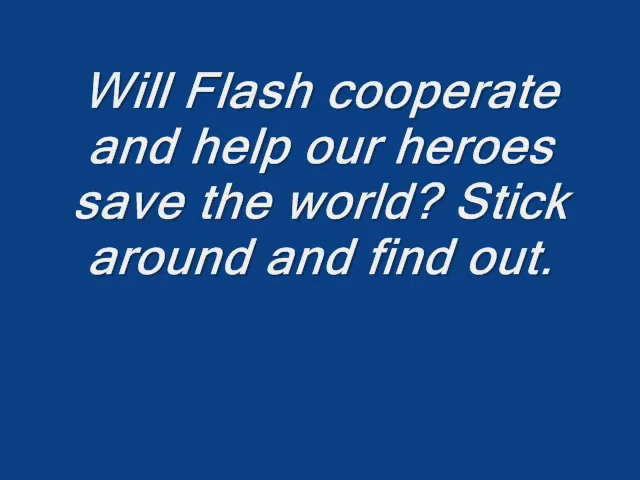 Will Flash cooperate
and help our heroes
save the world? Stick
around and find out.